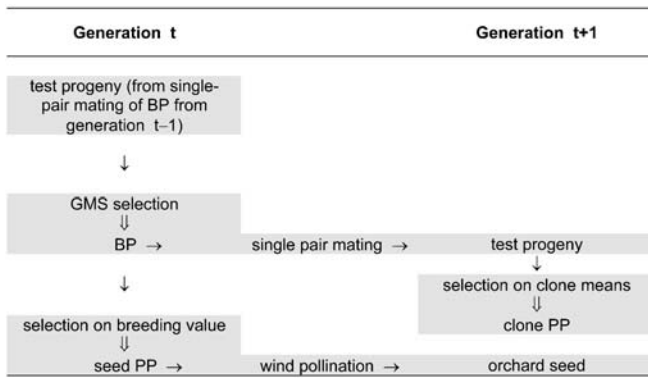 Generation t Generation t+1
test progeny (from single-
pair mating of BP from
generation t–1)
↓
GMS selection
⇓
BP → single pair mating → test progeny
↓ ↓
selection on clone means
selection on breeding value ⇓
⇓ clone PP
seed PP → wind pollination → orchard seed